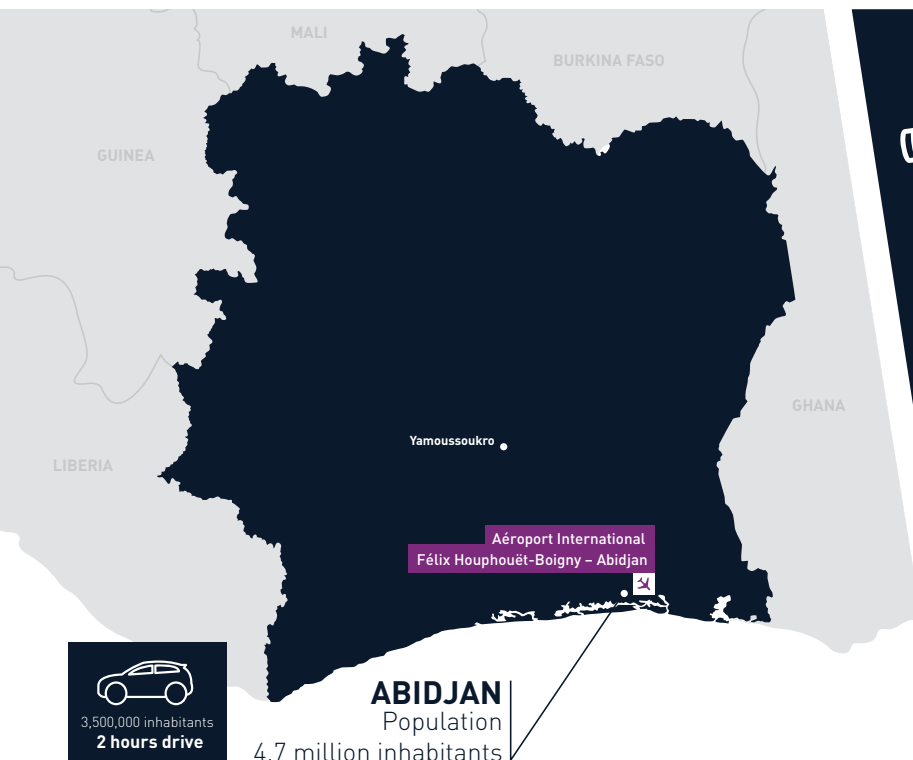 MALI
BURKINA FASO
GUINEA
GHANA
Yamoussoukro
LIBERIA
Aéroport International
Félix Houphouët-Boigny – Abidjan
3,500,000 inhabitants
2 hours drive
ABIDJAN
Population
4,7 million inhabitants